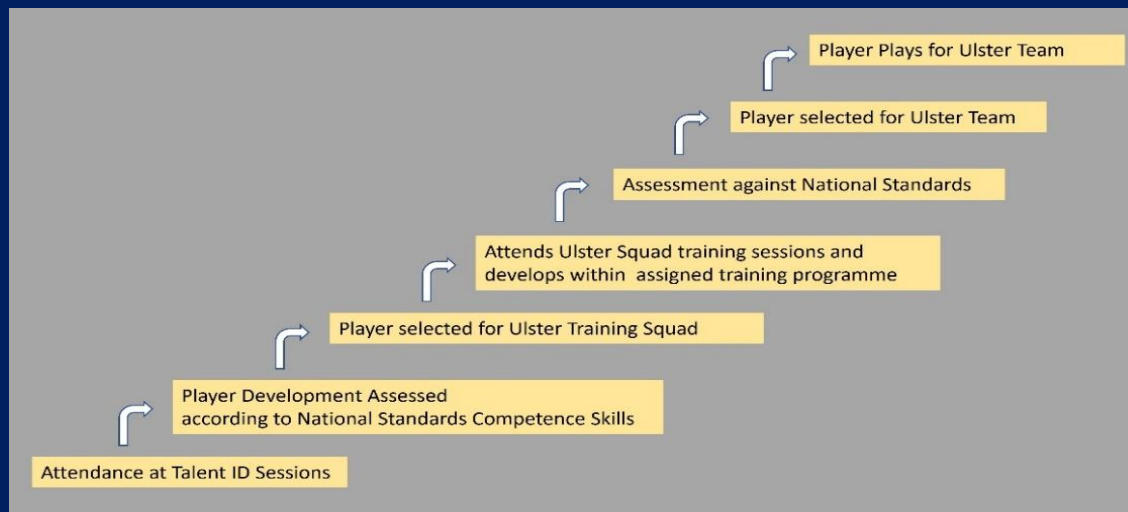 Player Plays for Ulster Team
Player selected for Ulster Team
Assessment against National Standards
Attends Ulster Squad training sessions and
develops within assigned training programme
Player selected for Ulster Training Squad
Player Development Assessed
according to National Standards Competence Skills
Attendance at Talent ID Sessions